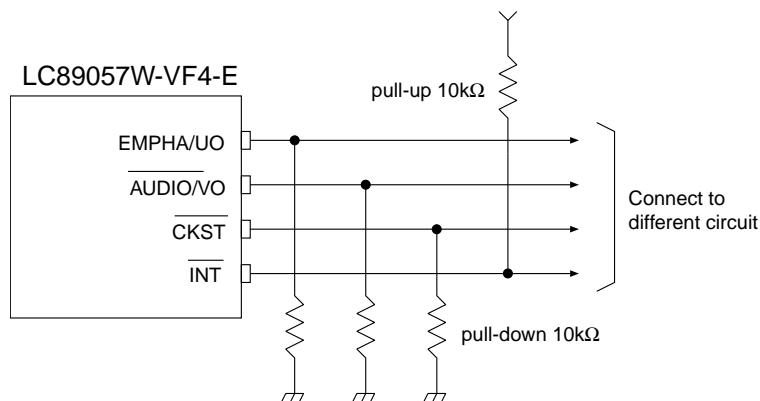 LC89057W-VF4-E
pull-up 10kΩ
EMPHA/UO
AUDIO/VO
CKST
INT
Connect to
different circuit
pull-down 10kΩ